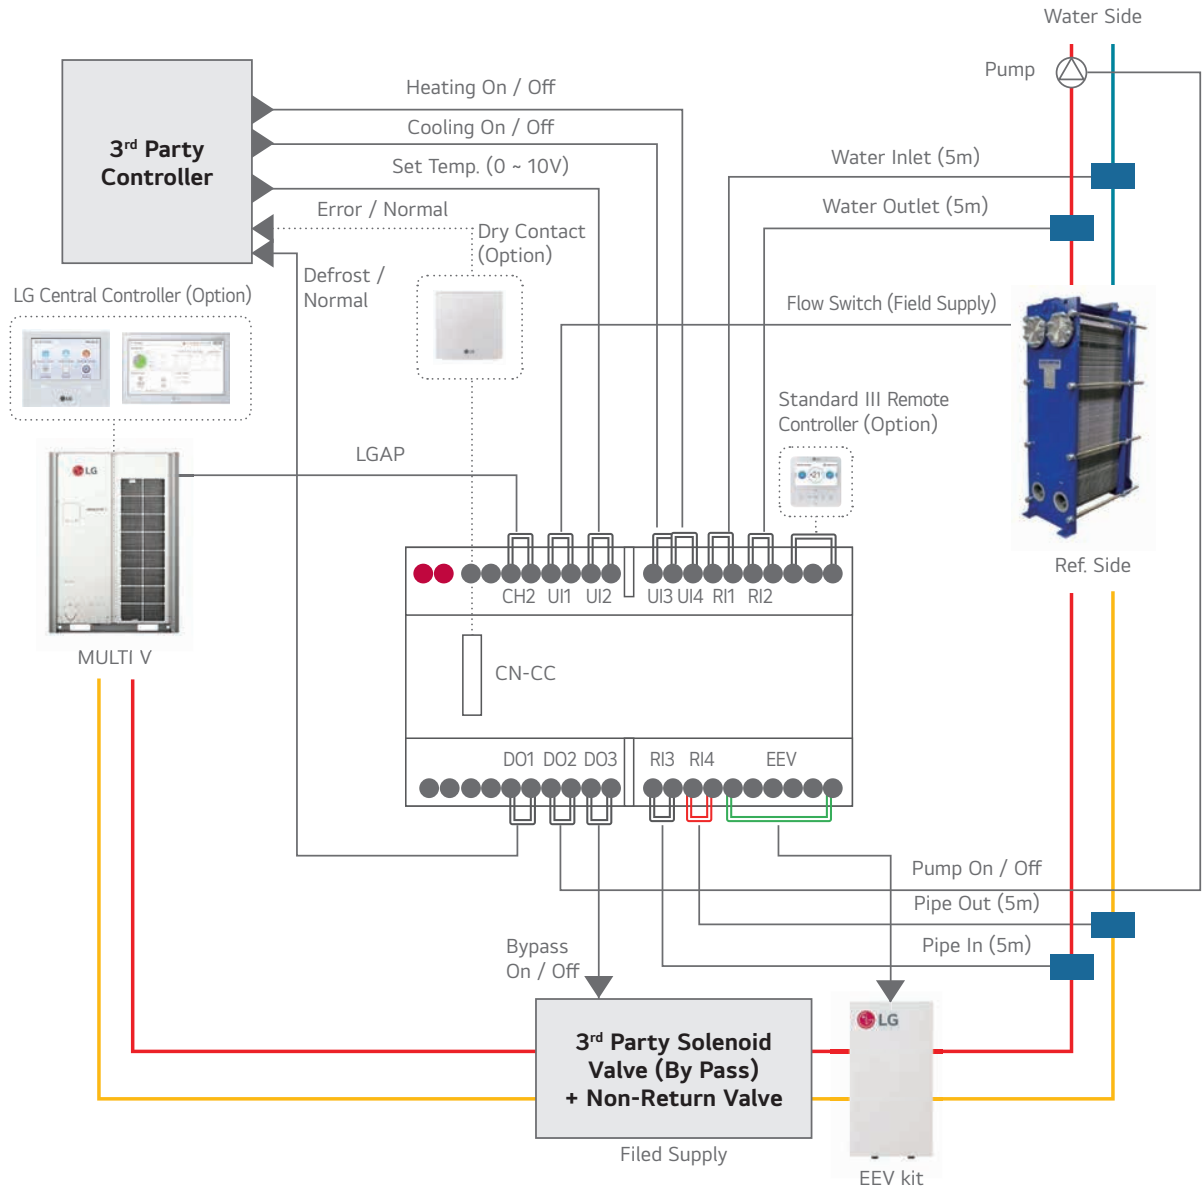 Water Side
Pump
Heating On / Off
Cooling On / Off
Set Temp. (0 ~ 10V)
Error / Normal
3rd Party
Controller
Defrost /
Normal
Dry Contact
(Option)
Water Inlet (5m)
Water Outlet (5m)
Flow Switch (Field Supply)
LG Central Controller (Option)
LG
LG
Standard III Remote
Controller (Option)
LGAP
LG
MULTI V
Ref. Side
CH2 UI1 UI2 UI3 UI4 RI1 RI2
CN-CC
DO1 DO2 DO3 RI3 RI4 EEV
Pump On / Off
Pipe Out (5m)
Pipe In (5m)
Bypass
On / Off
3rd Party Solenoid
Valve (By Pass)
+ Non-Return Valve
Filed Supply
LG
EEV kit